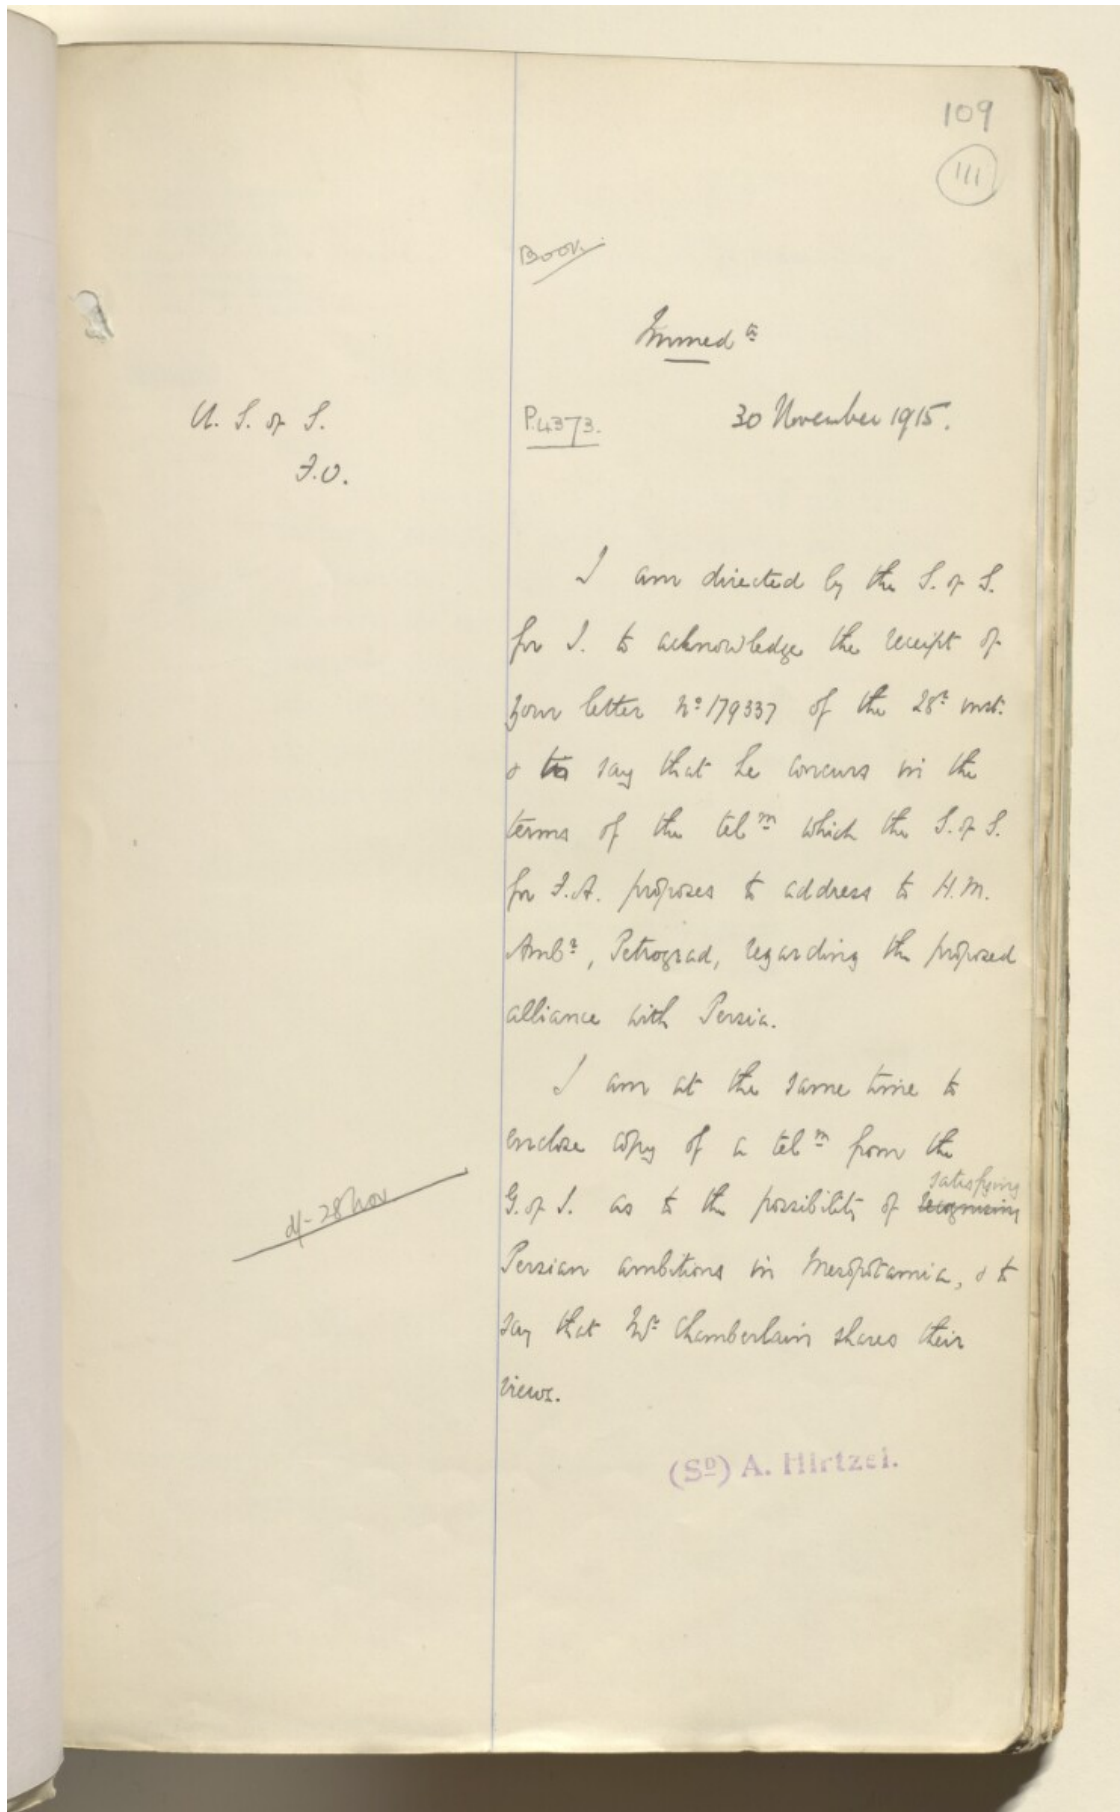 109
111
Book.
Immed te
U. S. of S.
F.O.
P.4373.
30 November 1915.
I am directed by the S. of S.
for I. to acknowledge the receipt of
your letter No 179337 of the 28th inst.
& to say that he concurs in the
terms of the telm which the S. of S.
for F.A. proposes to address to H.M.
Ambr, Petrograd, regarding the proposed
alliance with Persia.
I am at the same time to
enclose copy of a telm from the
satisfying
G. of I. as to the possibility of recognising
d/- 28 Nov
Persian ambitions in Mesopotamia, & to
say that Mr Chamberlain shares their
views.
(SD) A. Hirtzel.